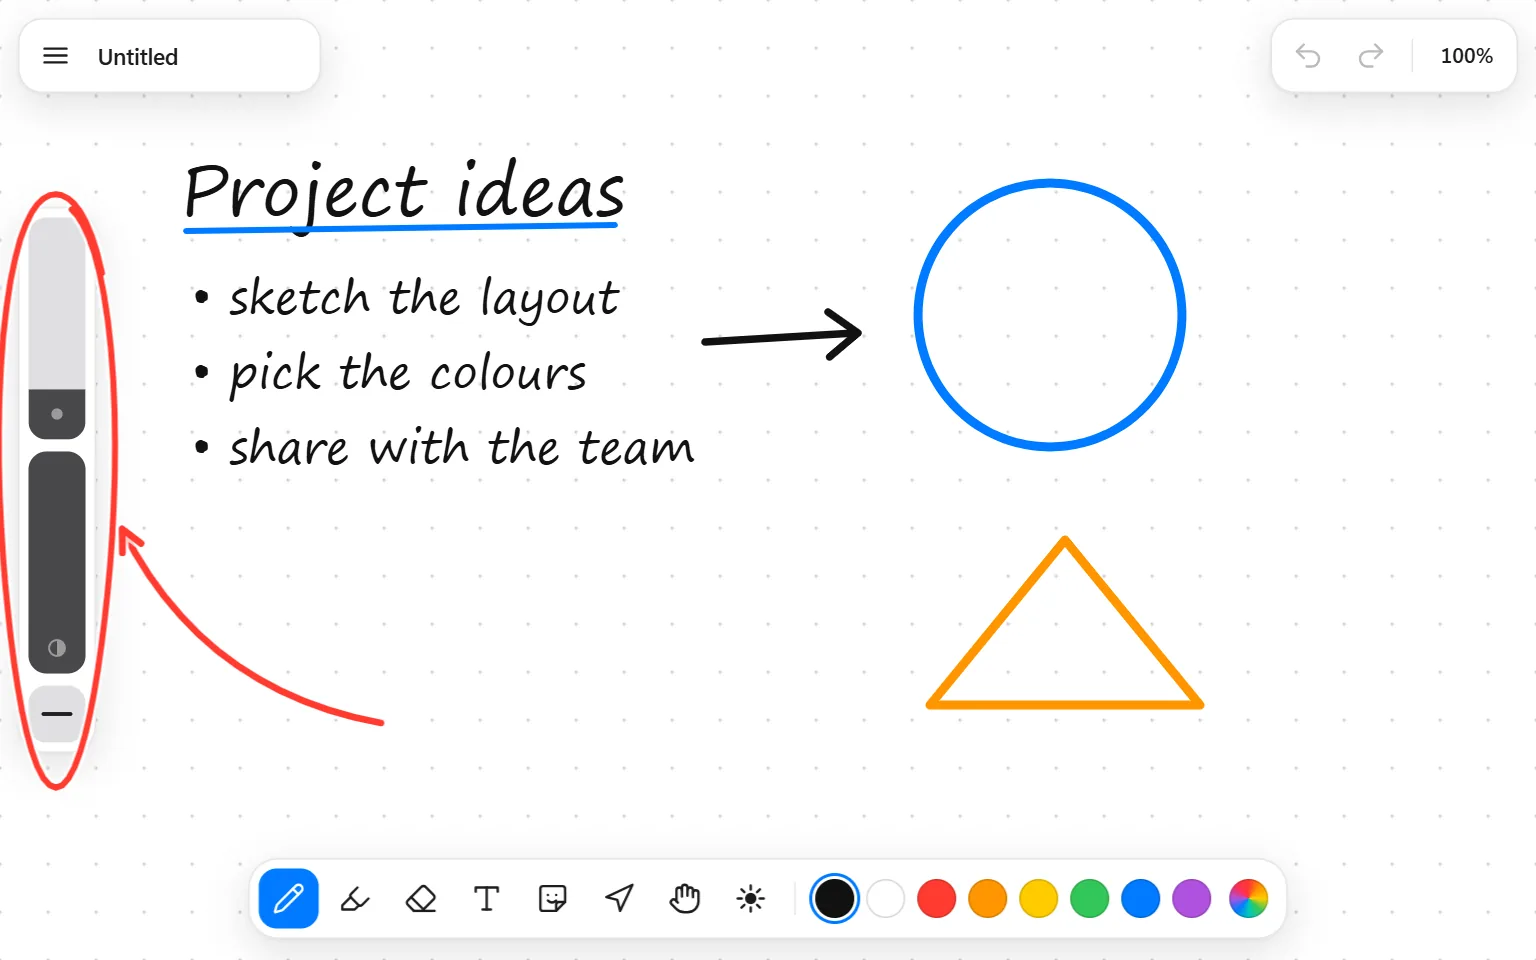 Untitled
100%
Project ideas
• sketch the layout
• pick the colours
• share with the team